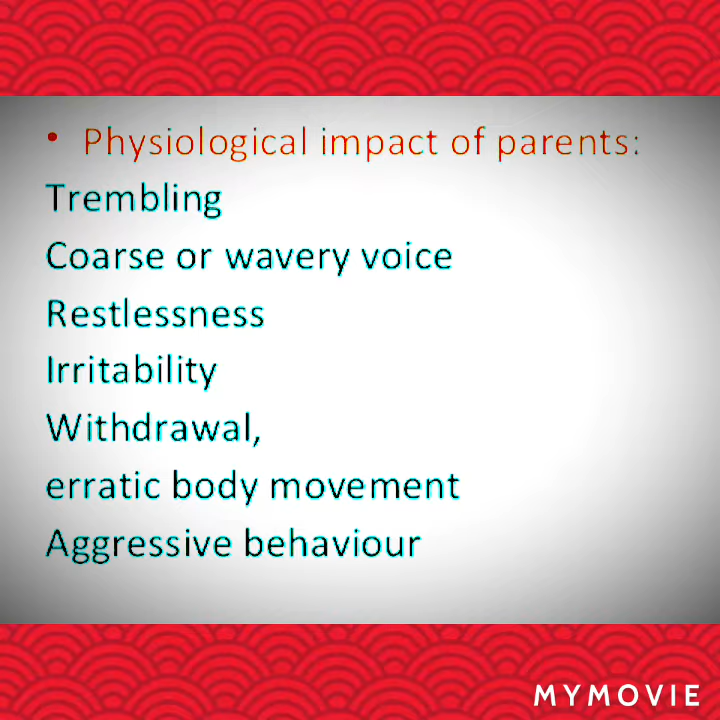 • Physiological impact of parents:
Trembling
Coarse or wavery voice
Restlessness
Irritability
Withdrawal,
erratic body movement
Aggressive behaviour
MYMOVIE